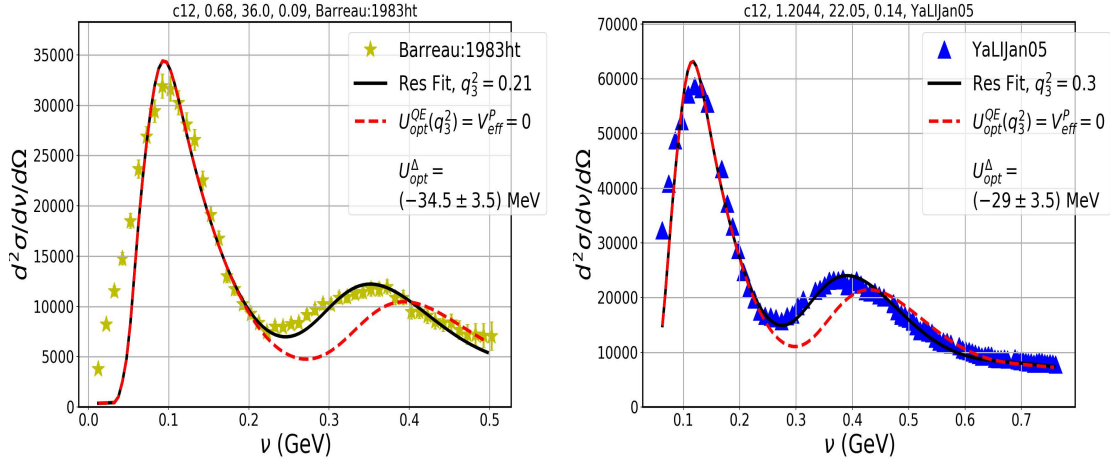 c12, 0.68, 36.0, 0.09, Barreau:1983ht
d²σ/dν/dΩ
35000
30000
25000
20000
15000
10000
5000
0
0.0 0.1 0.2 0.3 0.4 0.5
ν (GeV)
Barreau:1983ht
Res Fit, q₃² = 0.21
U_opt^QE(q₃²) = V_eff^P = 0
U_opt^Δ =
(−34.5 ± 3.5) MeV
c12, 1.2044, 22.05, 0.14, YaLIJan05
d²σ/dν/dΩ
70000
60000
50000
40000
30000
20000
10000
0
0.1 0.2 0.3 0.4 0.5 0.6 0.7
ν (GeV)
YaLIJan05
Res Fit, q₃² = 0.3
U_opt^QE(q₃²) = V_eff^P = 0
U_opt^Δ =
(−29 ± 3.5) MeV